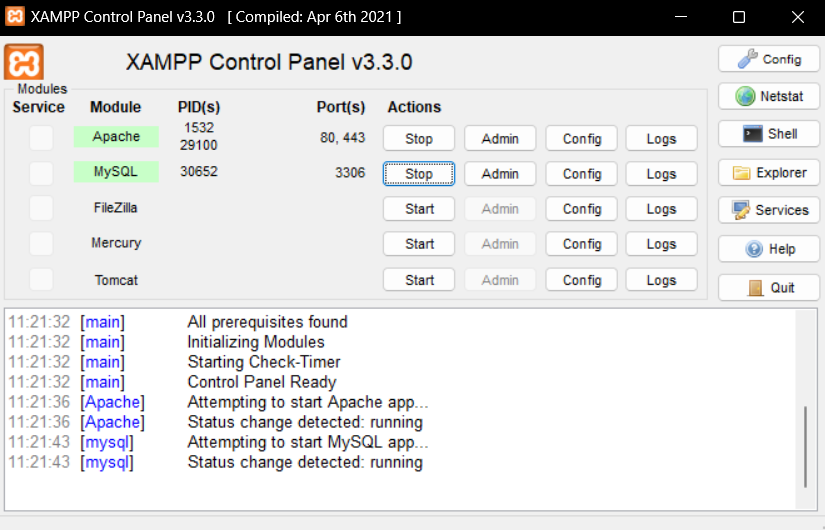 XAMPP Control Panel v3.3.0 [ Compiled: Apr 6th 2021 ]
XAMPP Control Panel v3.3.0
Config
Modules
Service Module PID(s) Port(s) Actions
Netstat
Apache 1532 29100 80, 443 Stop Admin Config Logs
Shell
MySQL 30652 3306 Stop Admin Config Logs
Explorer
FileZilla Start Admin Config Logs
Services
Mercury Start Admin Config Logs
Help
Tomcat Start Admin Config Logs
Quit
11:21:32 [main] All prerequisites found
11:21:32 [main] Initializing Modules
11:21:32 [main] Starting Check-Timer
11:21:32 [main] Control Panel Ready
11:21:36 [Apache] Attempting to start Apache app...
11:21:36 [Apache] Status change detected: running
11:21:43 [mysql] Attempting to start MySQL app...
11:21:43 [mysql] Status change detected: running